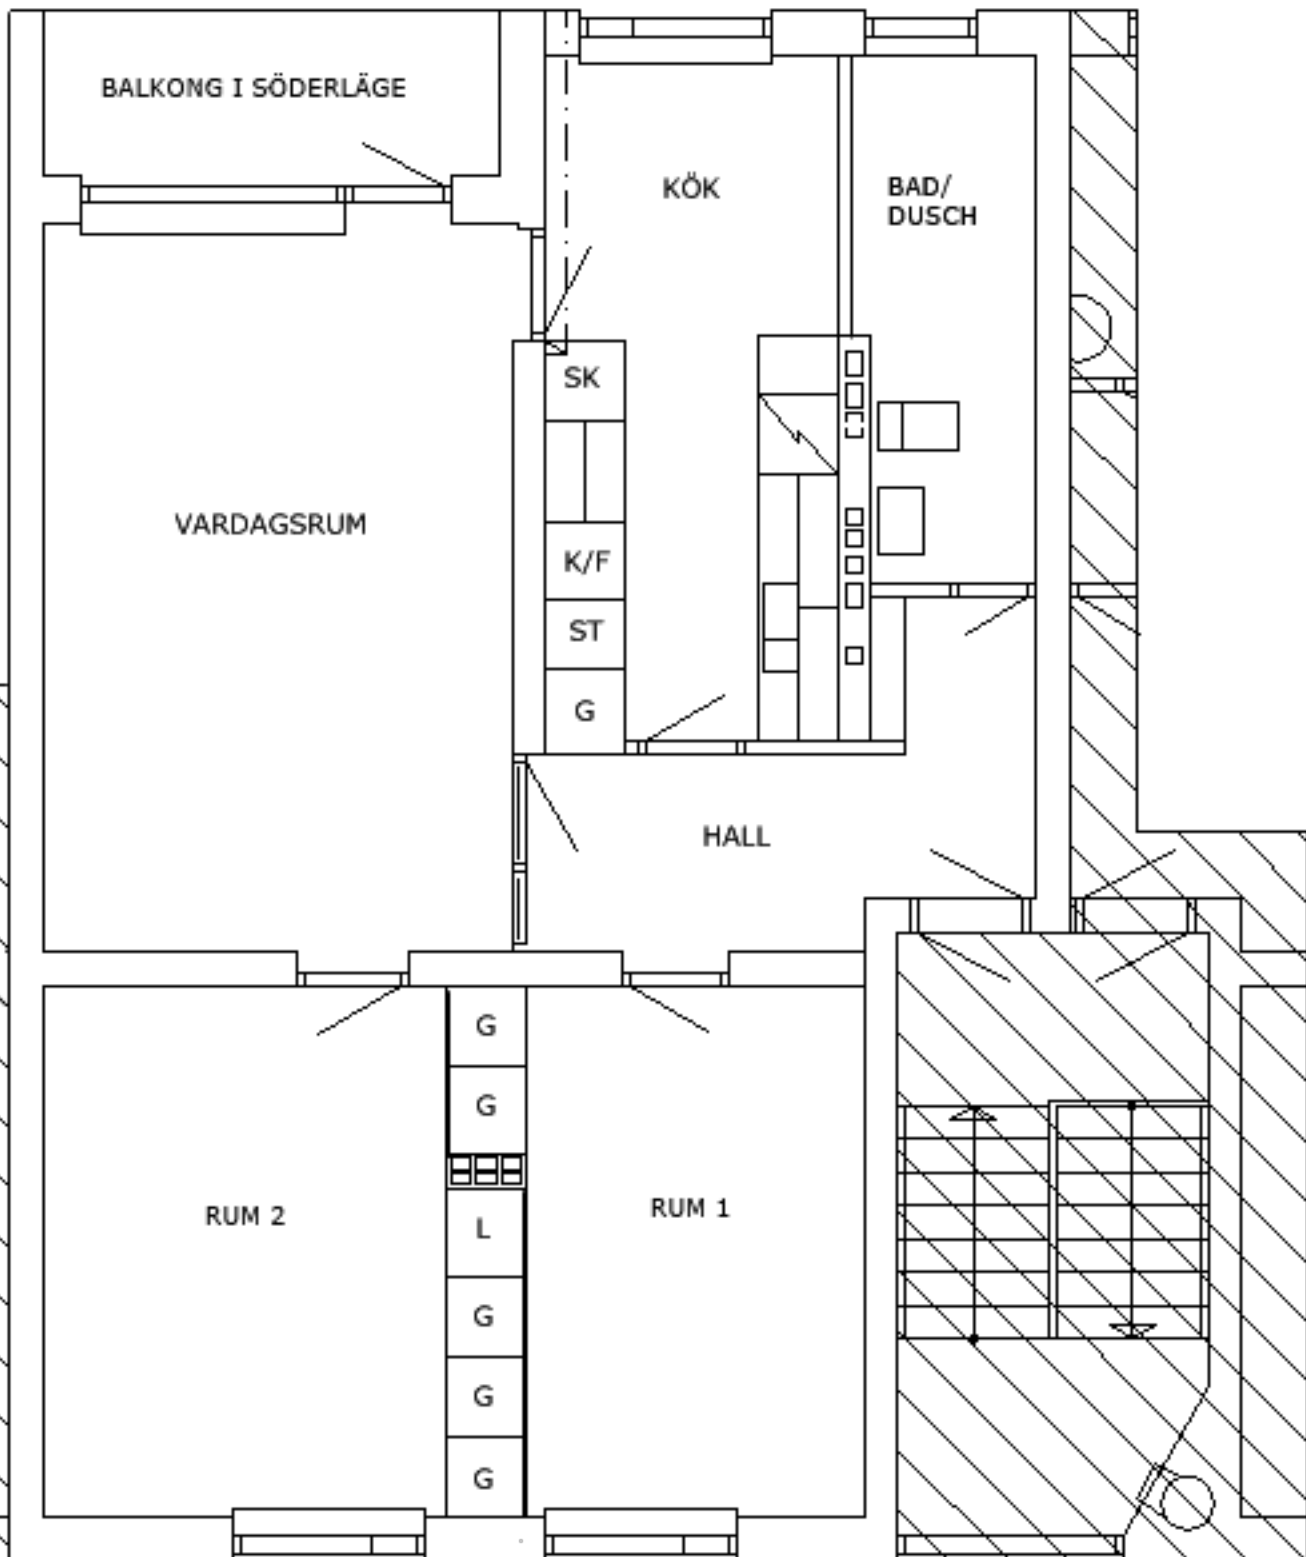 BALKONG I SÖDERLÄGE
KÖK
BAD/
DUSCH
SK
VARDAGSRUM
K/F
ST
G
HALL
G
G
RUM 2
RUM 1
L
G
G
G